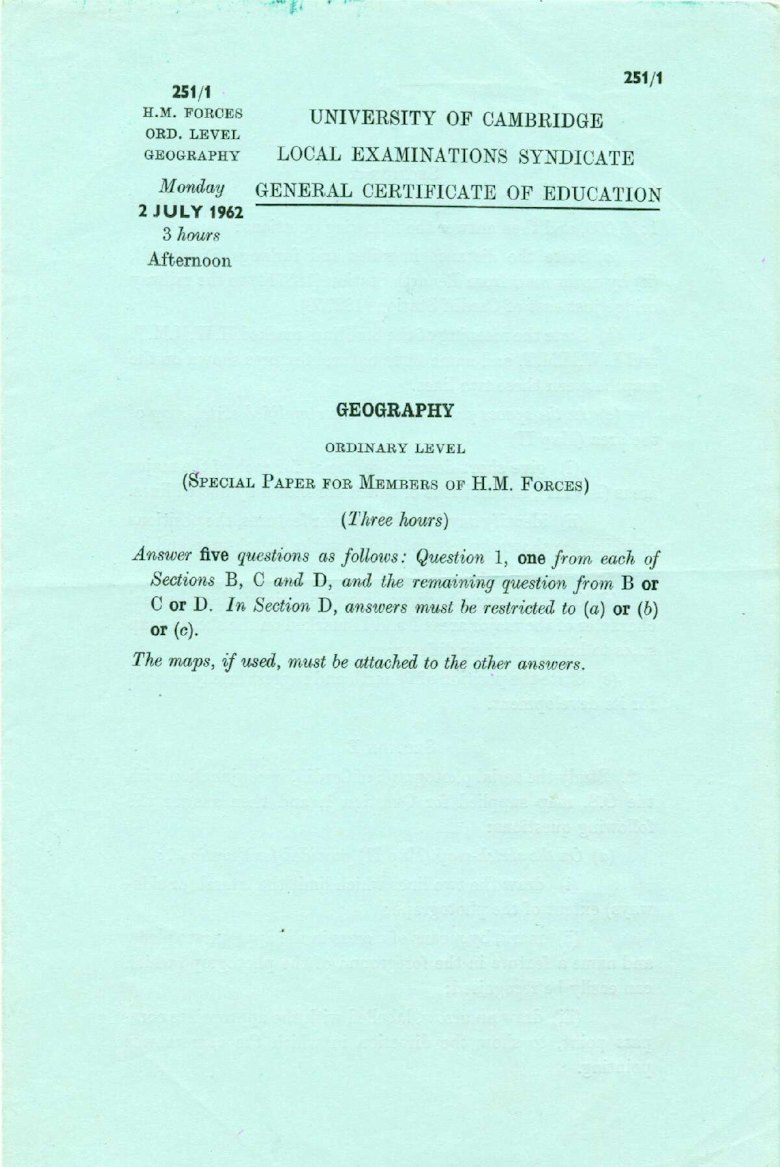 251/1
251/1
H.M. FORCES
ORD. LEVEL
GEOGRAPHY
Monday
2 JULY 1962
3 hours
Afternoon
UNIVERSITY OF CAMBRIDGE
LOCAL EXAMINATIONS SYNDICATE
GENERAL CERTIFICATE OF EDUCATION
GEOGRAPHY
ORDINARY LEVEL
(SPECIAL PAPER FOR MEMBERS OF H.M. FORCES)
(Three hours)
Answer five questions as follows: Question 1, one from each of
Sections B, C and D, and the remaining question from B or
C or D. In Section D, answers must be restricted to (a) or (b)
or (c).
The maps, if used, must be attached to the other answers.